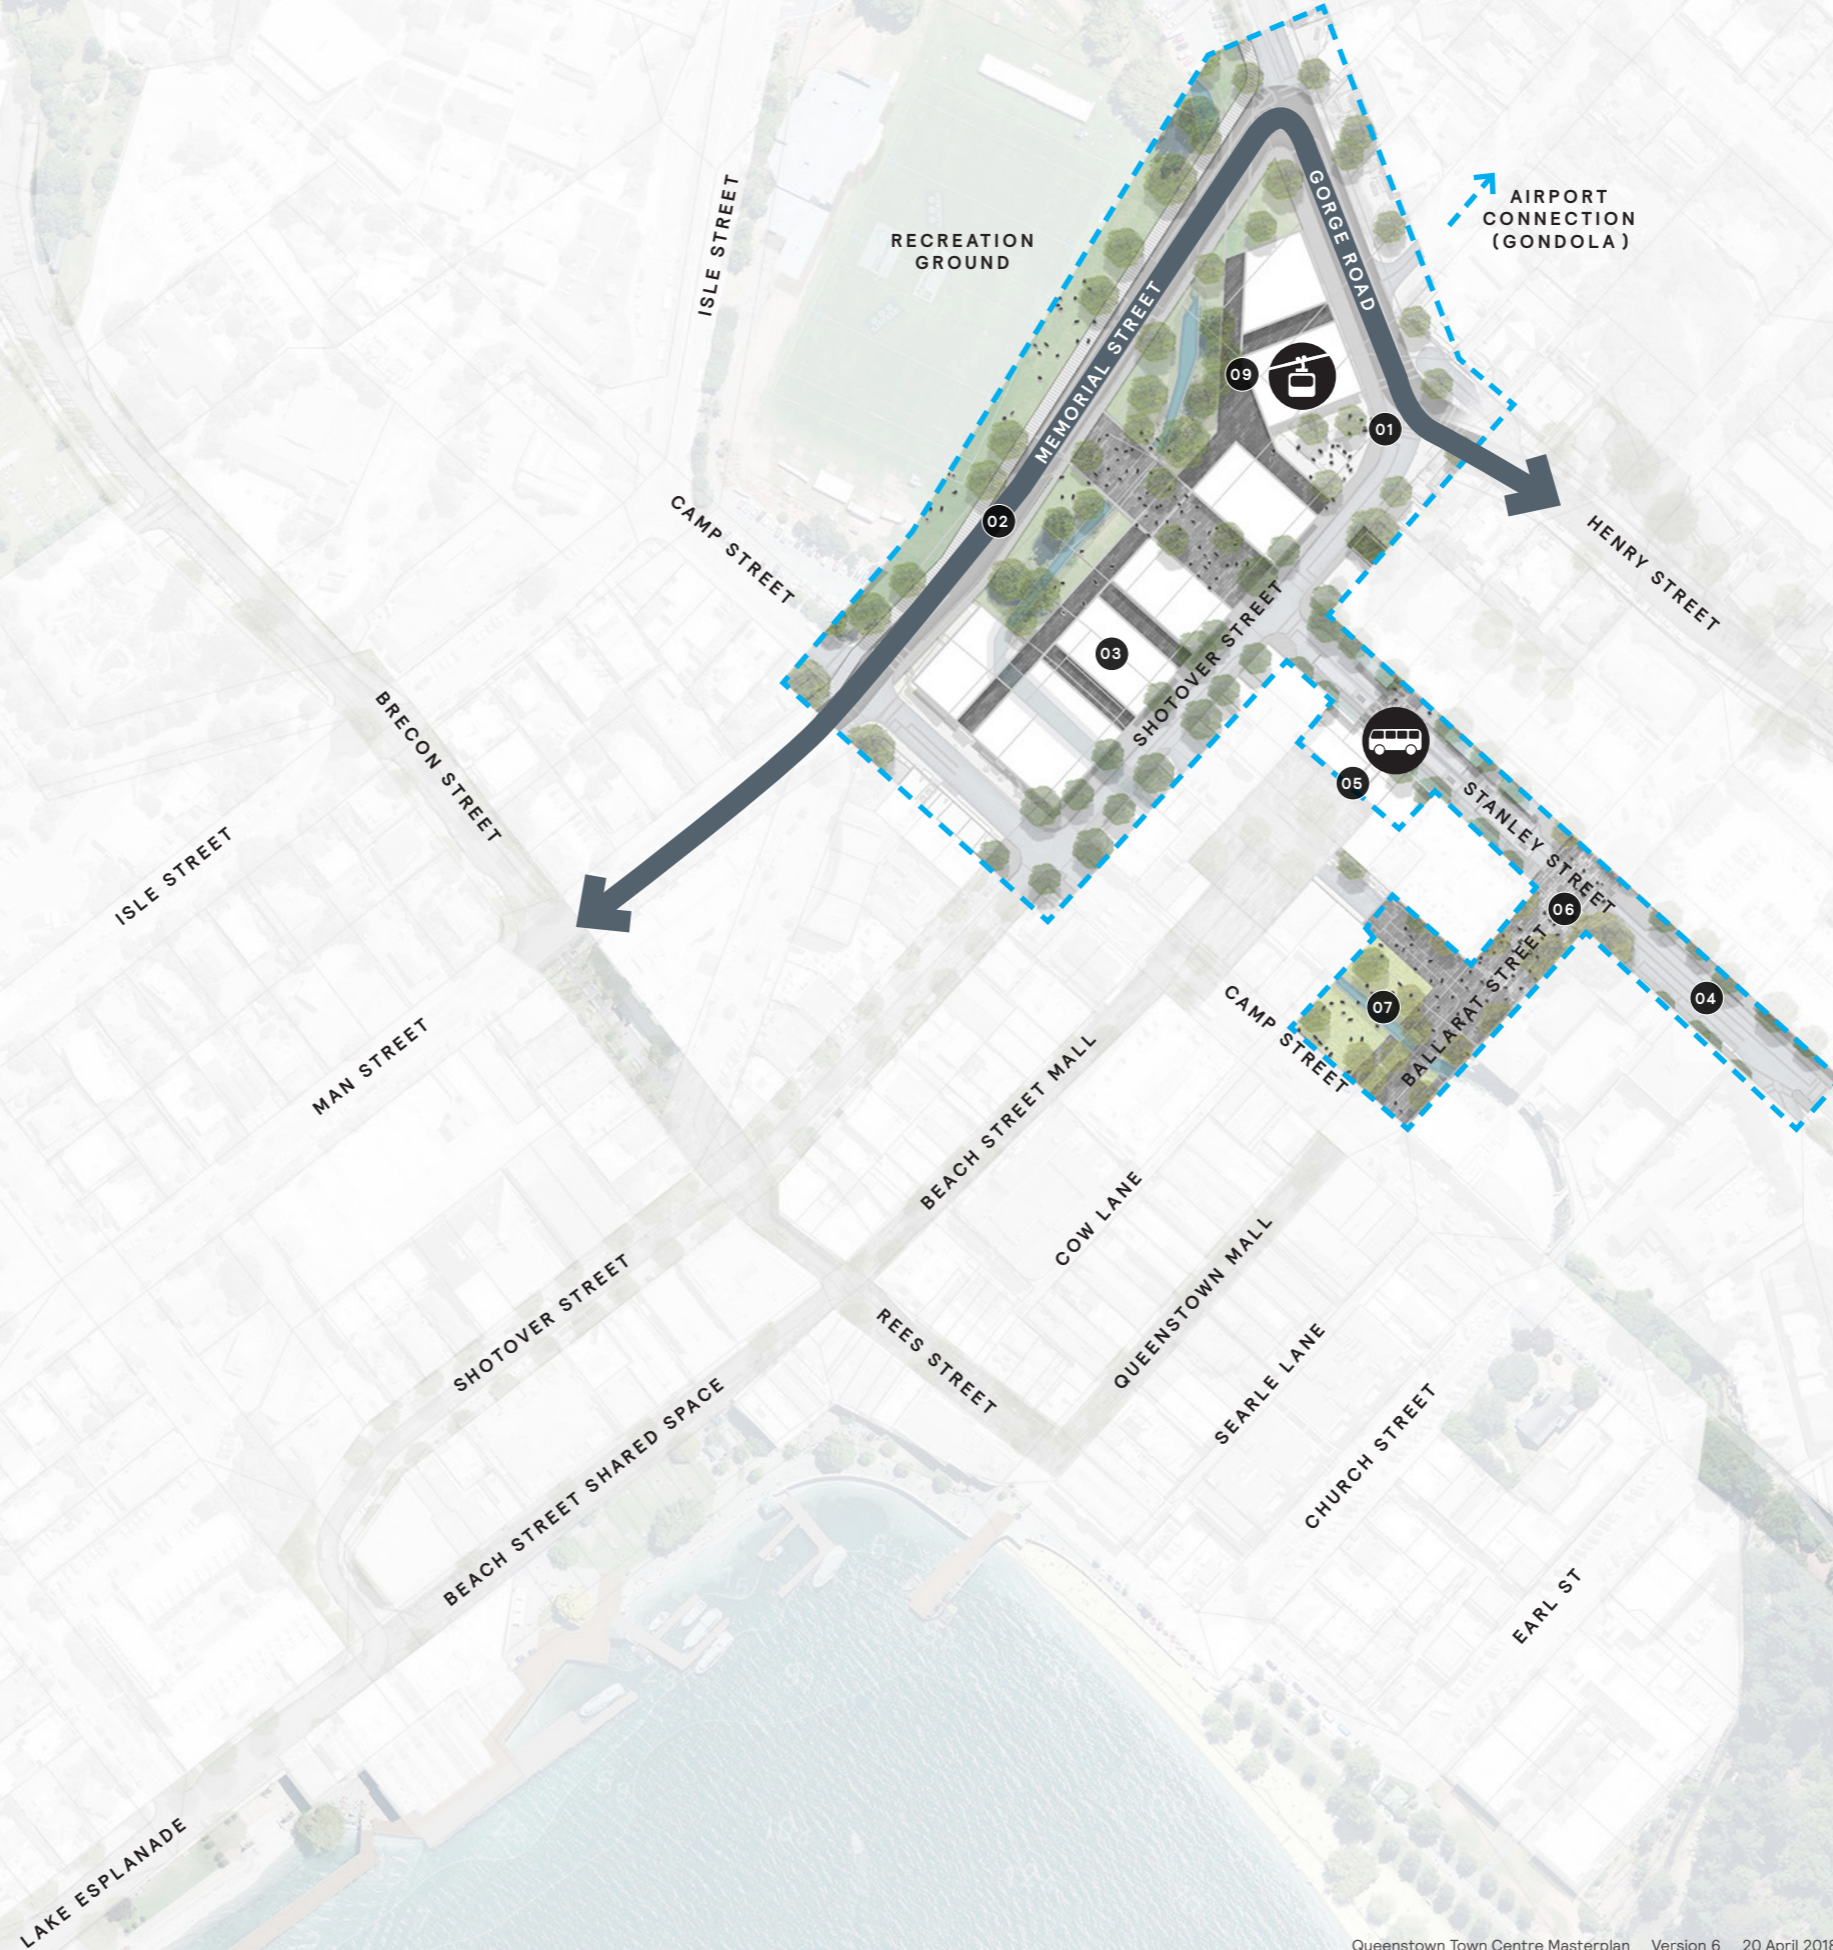 ISLE STREET
RECREATION
GROUND
MEMORIAL STREET
GORGE ROAD
AIRPORT
CONNECTION
(GONDOLA)
09
01
02
CAMP STREET
HENRY STREET
03
SHOTOVER STREET
BRECON STREET
05
STANLEY STREET
ISLE STREET
06
04
07
BALLARAT STREET
CAMP STREET
MAN STREET
BEACH STREET MALL
COW LANE
QUEENSTOWN MALL
SHOTOVER STREET
REES STREET
SEARLE LANE
BEACH STREET SHARED SPACE
CHURCH STREET
EARL ST
LAKE ESPLANADE
Queenstown Town Centre Masterplan Version 6 20 April 2018